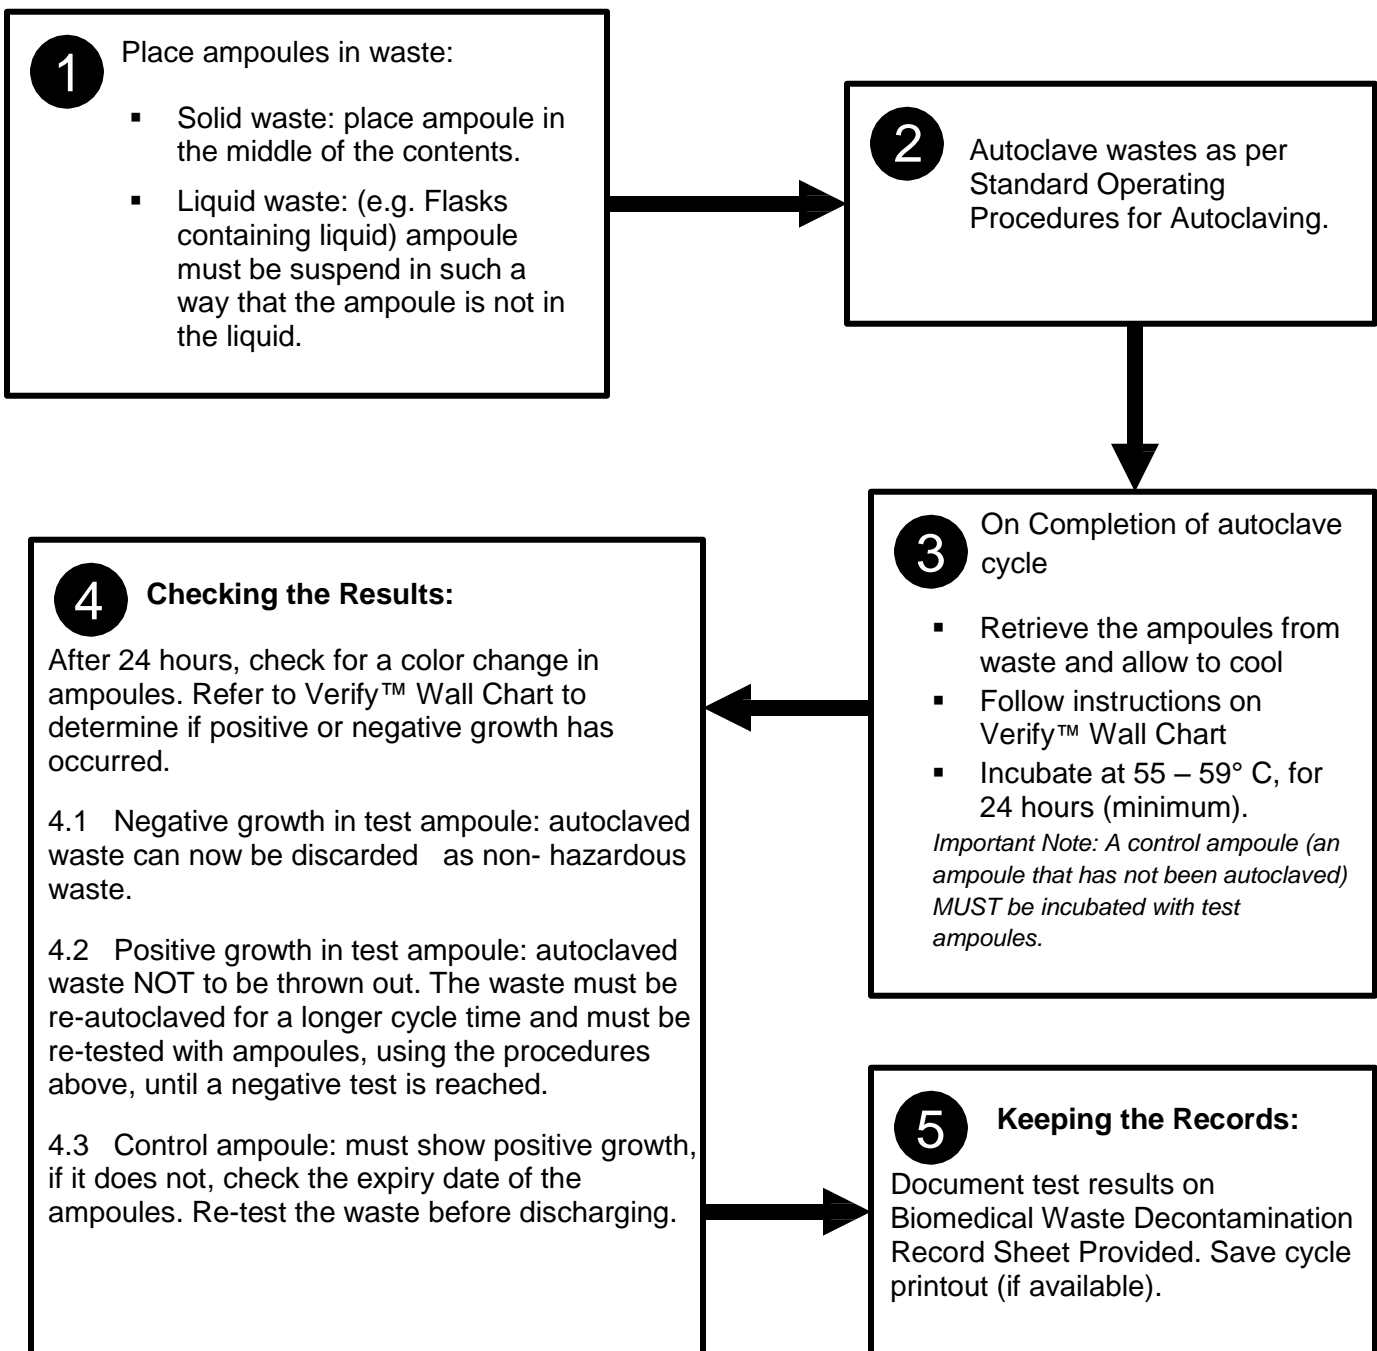 1
Place ampoules in waste:
▪ Solid waste: place ampoule in
the middle of the contents.
▪ Liquid waste: (e.g. Flasks
containing liquid) ampoule
must be suspend in such a
way that the ampoule is not in
the liquid.
2
Autoclave wastes as per
Standard Operating
Procedures for Autoclaving.
3
On Completion of autoclave
cycle
▪ Retrieve the ampoules from
waste and allow to cool
▪ Follow instructions on
Verify™ Wall Chart
▪ Incubate at 55 – 59° C, for
24 hours (minimum).
Important Note: A control ampoule (an
ampoule that has not been autoclaved)
MUST be incubated with test
ampoules.
4
Checking the Results:
After 24 hours, check for a color change in
ampoules. Refer to Verify™ Wall Chart to
determine if positive or negative growth has
occurred.
4.1 Negative growth in test ampoule: autoclaved
waste can now be discarded as non- hazardous
waste.
4.2 Positive growth in test ampoule: autoclaved
waste NOT to be thrown out. The waste must be
re-autoclaved for a longer cycle time and must be
re-tested with ampoules, using the procedures
above, until a negative test is reached.
4.3 Control ampoule: must show positive growth,
if it does not, check the expiry date of the
ampoules. Re-test the waste before discharging.
5
Keeping the Records:
Document test results on
Biomedical Waste Decontamination
Record Sheet Provided. Save cycle
printout (if available).